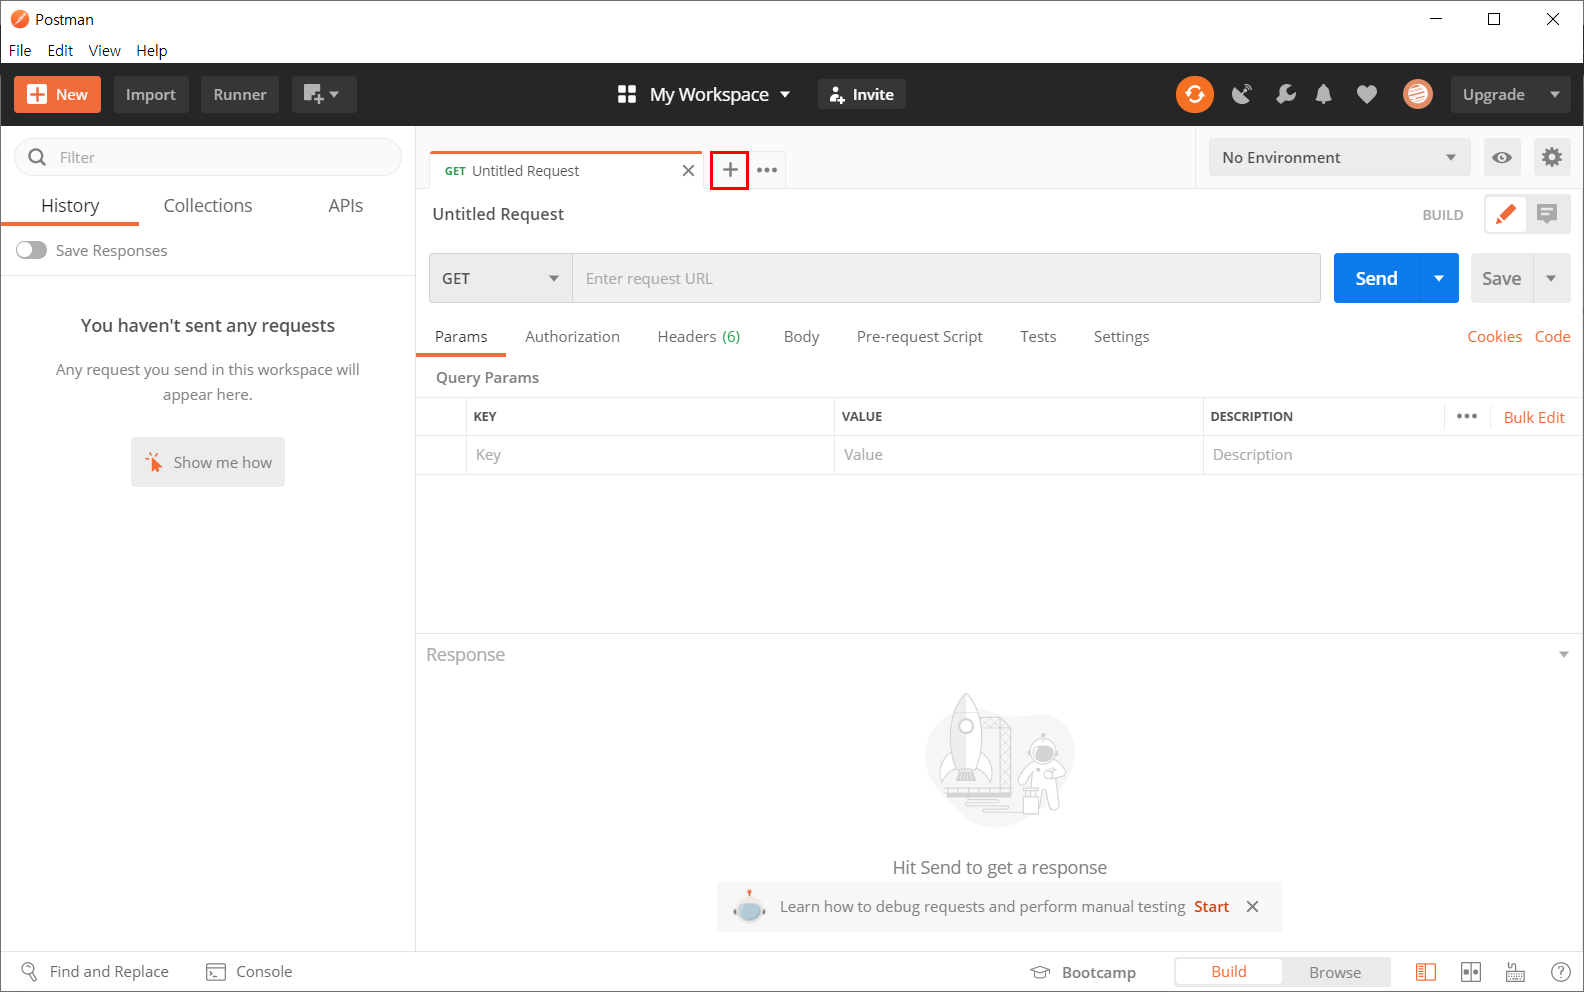 Postman
File Edit View Help
New Import Runner My Workspace Invite Upgrade
Filter
GET Untitled Request
No Environment
History Collections APIs
Save Responses
You haven't sent any requests
Any request you send in this workspace will
appear here.
Show me how
Untitled Request BUILD
GET Enter request URL Send Save
Params Authorization Headers (6) Body Pre-request Script Tests Settings Cookies Code
Query Params
KEY VALUE DESCRIPTION Bulk Edit
Key Value Description
Response
Hit Send to get a response
Learn how to debug requests and perform manual testing Start
Find and Replace Console Bootcamp Build Browse